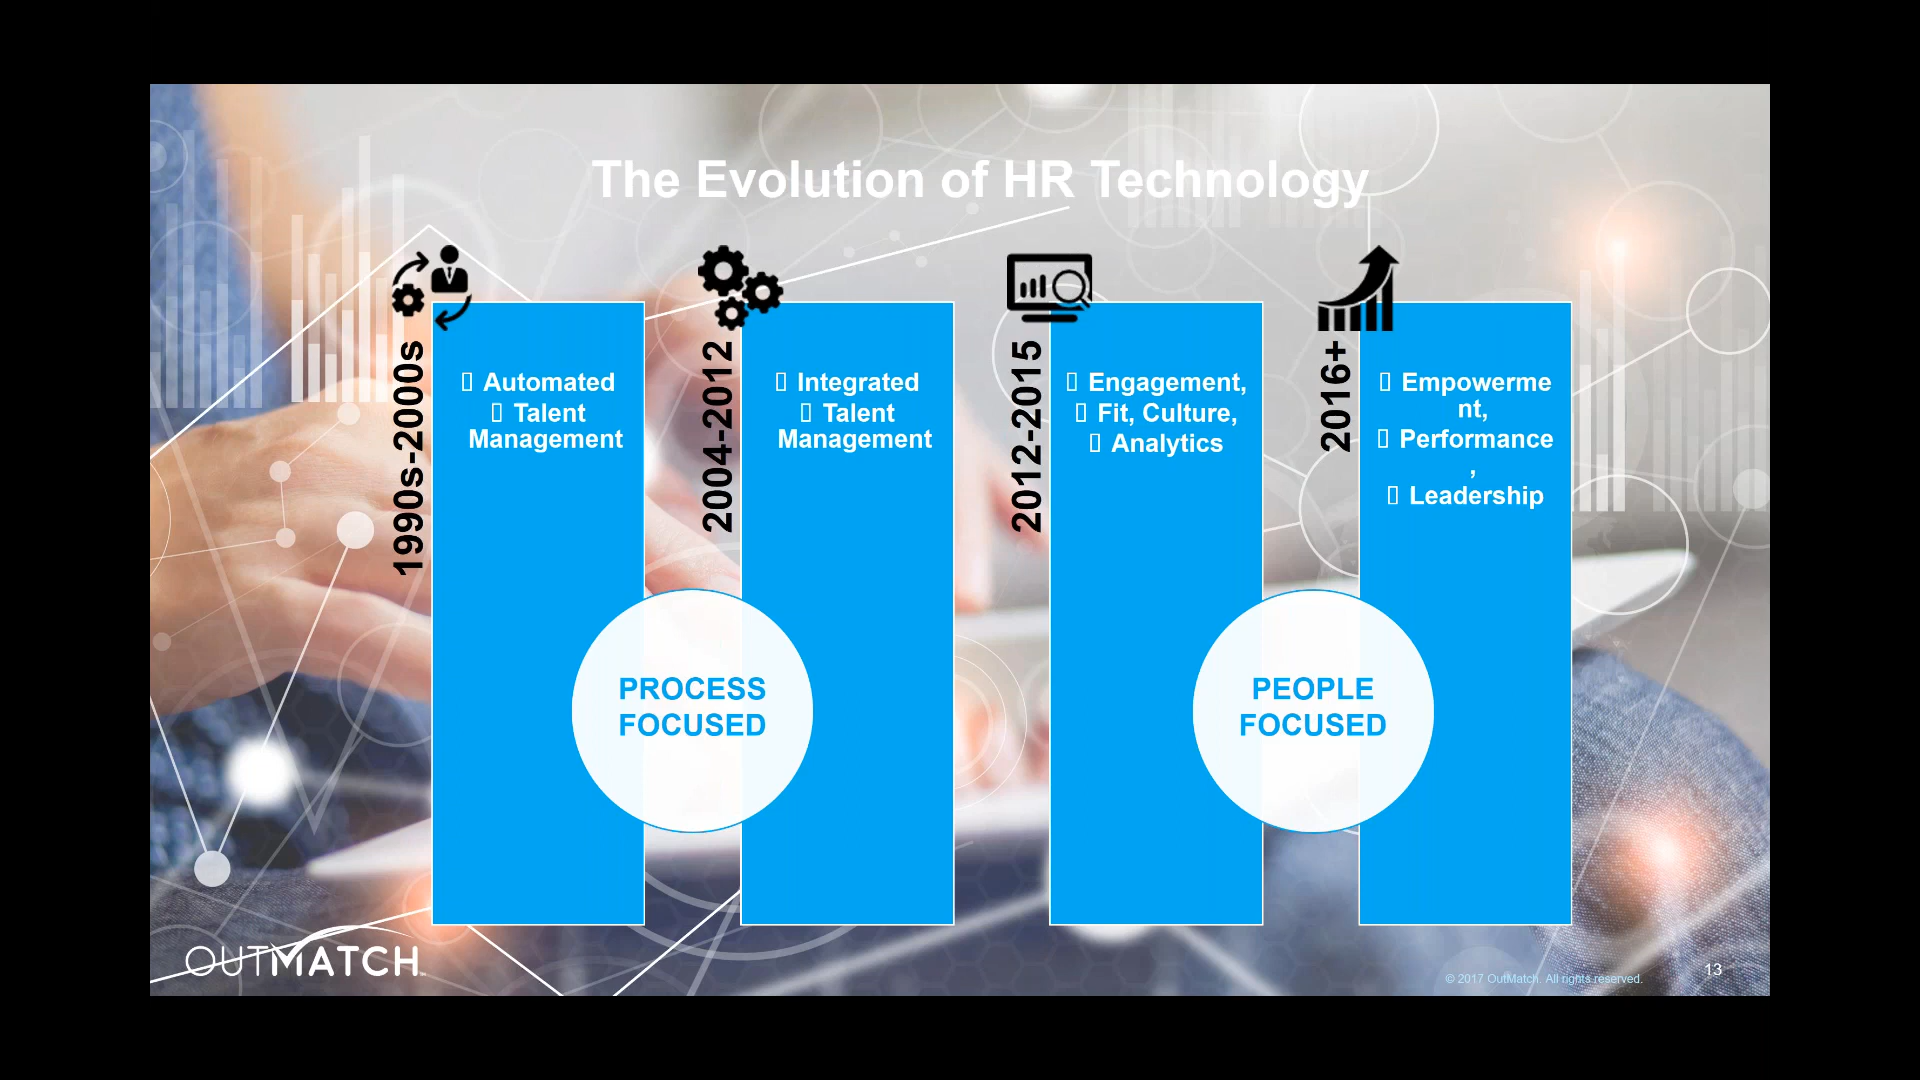 The Evolution of HR Technology
1990s-2000s
Automated
Talent
Management
2004-2012
Integrated
Talent
Management
2012-2015
Engagement,
Fit, Culture,
Analytics
2016+
Empowerme
nt,
Performance
,
Leadership
PROCESS
FOCUSED
PEOPLE
FOCUSED
OUTMATCH
© 2017 OutMatch. All rights reserved.
13